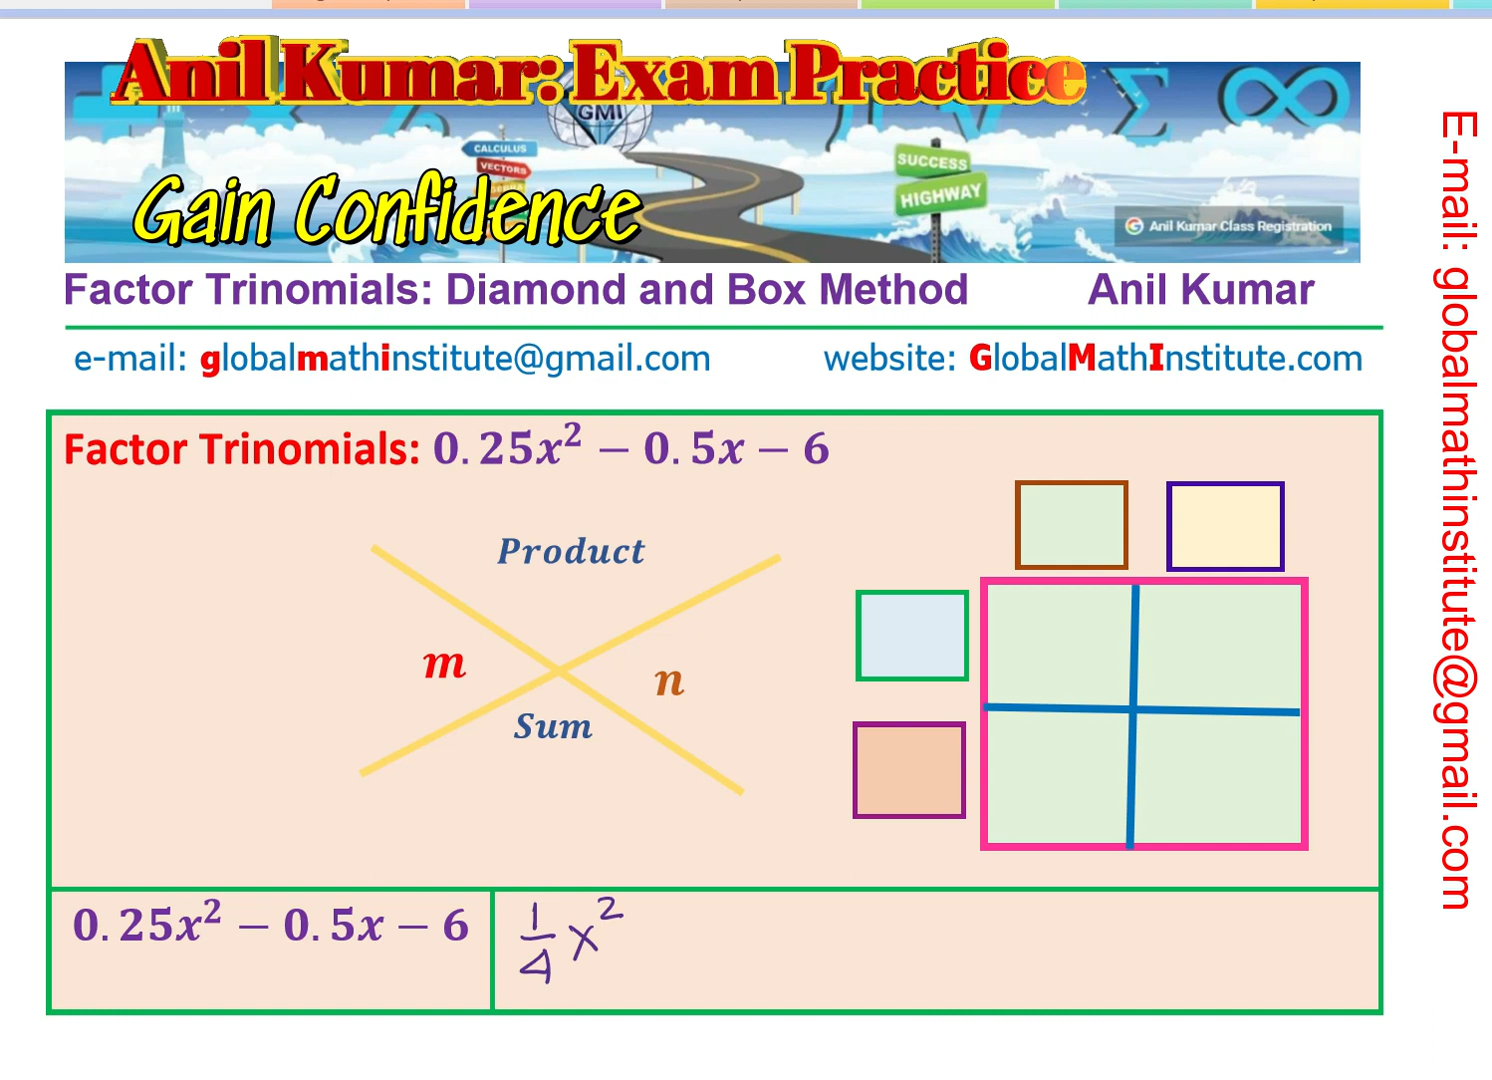 Anil Kumar: Exam Practice
GMI
CALCULUS
VECTORS
SUCCESS
HIGHWAY
Gain Confidence
Anil Kumar Class Registration
Factor Trinomials: Diamond and Box Method Anil Kumar
e-mail: globalmathinstitute@gmail.com website: GlobalMathInstitute.com
E-mail: globalmathinstitute@gmail.com
Factor Trinomials: 0.25x² − 0.5x − 6
Product
m
n
Sum
0.25x² − 0.5x − 6
1/4 x²